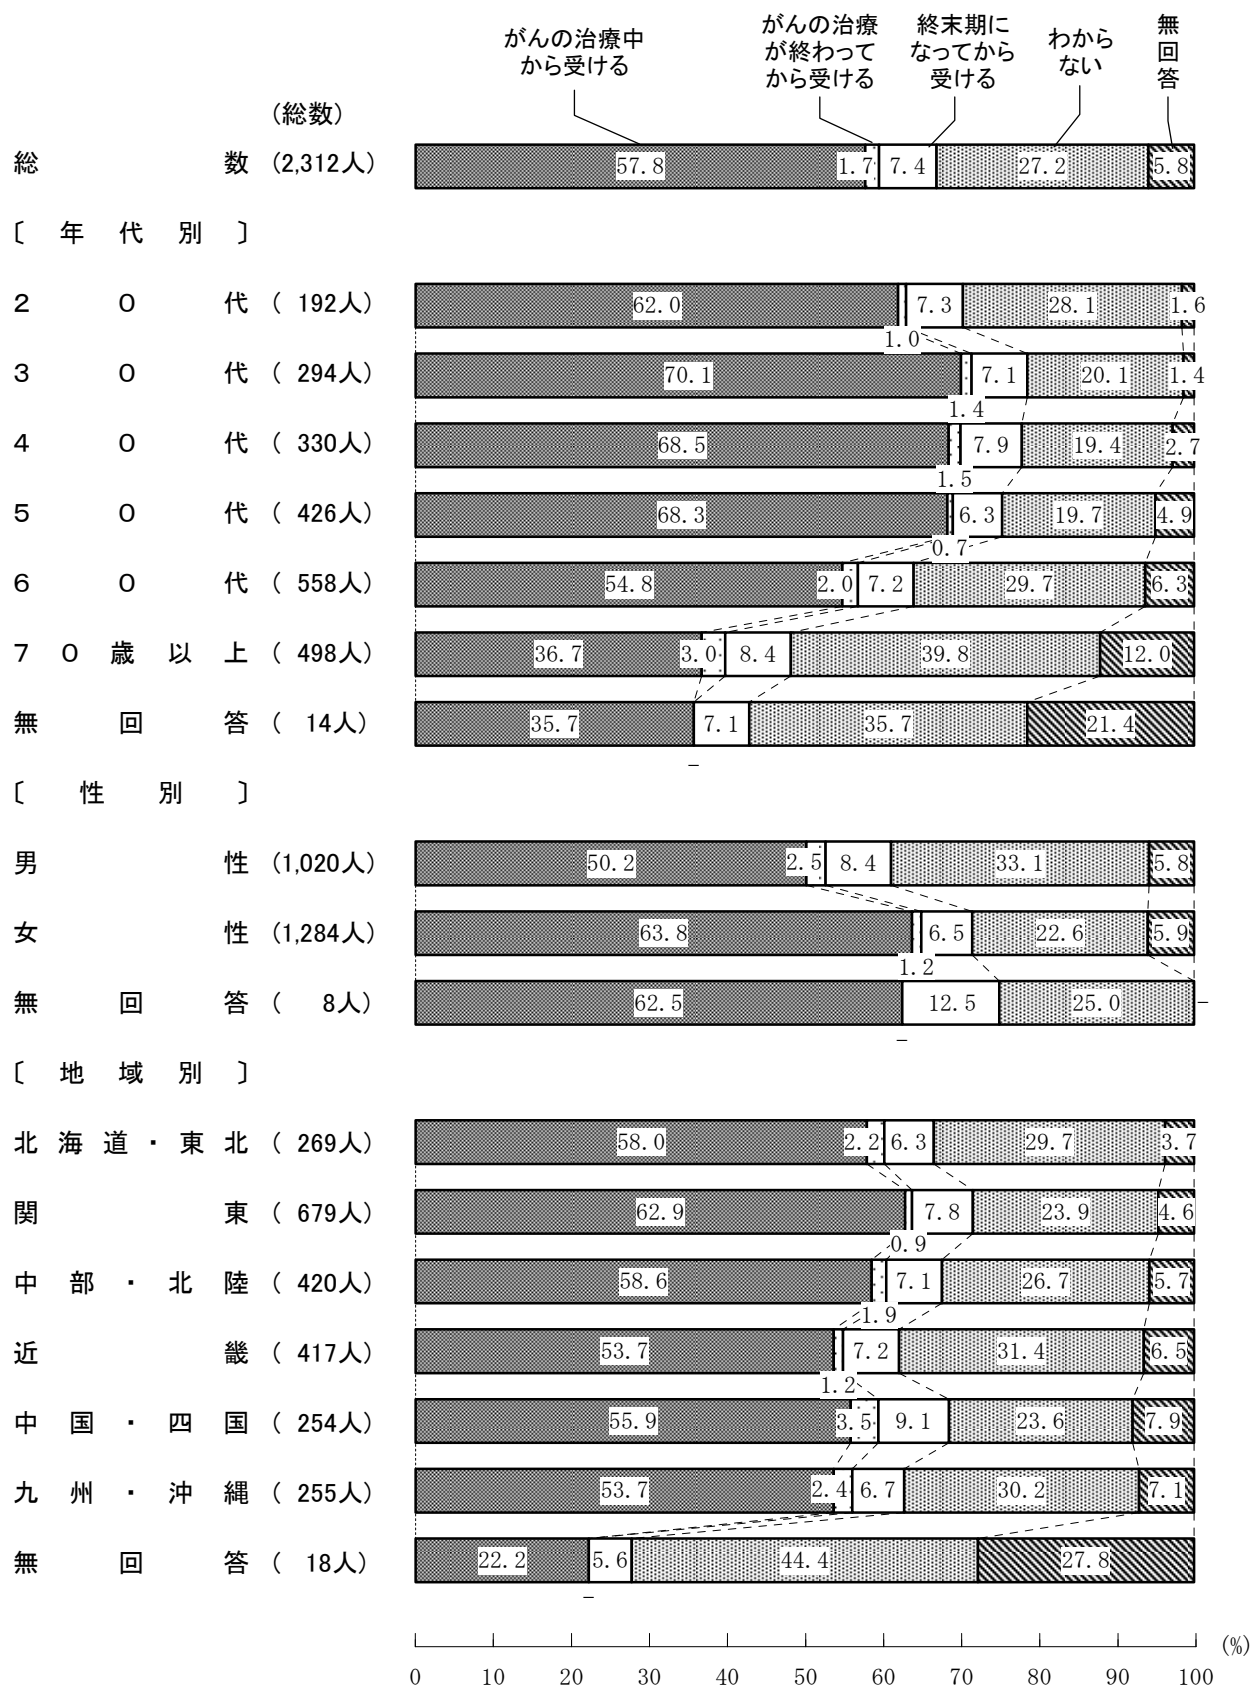 がんの治療中
から受ける
がんの治療
が終わって
から受ける
終末期に
なってから
受ける
わから
ない
無
回
答
（総数）
総数 (2,312人) 57.8 1.7 7.4 27.2 5.8
〔年代別〕
２０代 ( 192人) 62.0 1.0 7.3 28.1 1.6
３０代 ( 294人) 70.1 1.4 7.1 20.1 1.4
４０代 ( 330人) 68.5 1.5 7.9 19.4 2.7
５０代 ( 426人) 68.3 0.7 6.3 19.7 4.9
６０代 ( 558人) 54.8 2.0 7.2 29.7 6.3
７０歳以上 ( 498人) 36.7 3.0 8.4 39.8 12.0
無回答 ( 14人) 35.7 － 7.1 35.7 21.4
〔性別〕
男性 (1,020人) 50.2 2.5 8.4 33.1 5.8
女性 (1,284人) 63.8 1.2 6.5 22.6 5.9
無回答 ( 8人) 62.5 － 12.5 25.0 －
〔地域別〕
北海道・東北 ( 269人) 58.0 2.2 6.3 29.7 3.7
関東 ( 679人) 62.9 0.9 7.8 23.9 4.6
中部・北陸 ( 420人) 58.6 1.9 7.1 26.7 5.7
近畿 ( 417人) 53.7 1.2 7.2 31.4 6.5
中国・四国 ( 254人) 55.9 3.5 9.1 23.6 7.9
九州・沖縄 ( 255人) 53.7 2.4 6.7 30.2 7.1
無回答 ( 18人) 22.2 － 5.6 44.4 27.8
0 10 20 30 40 50 60 70 80 90 100 (%)